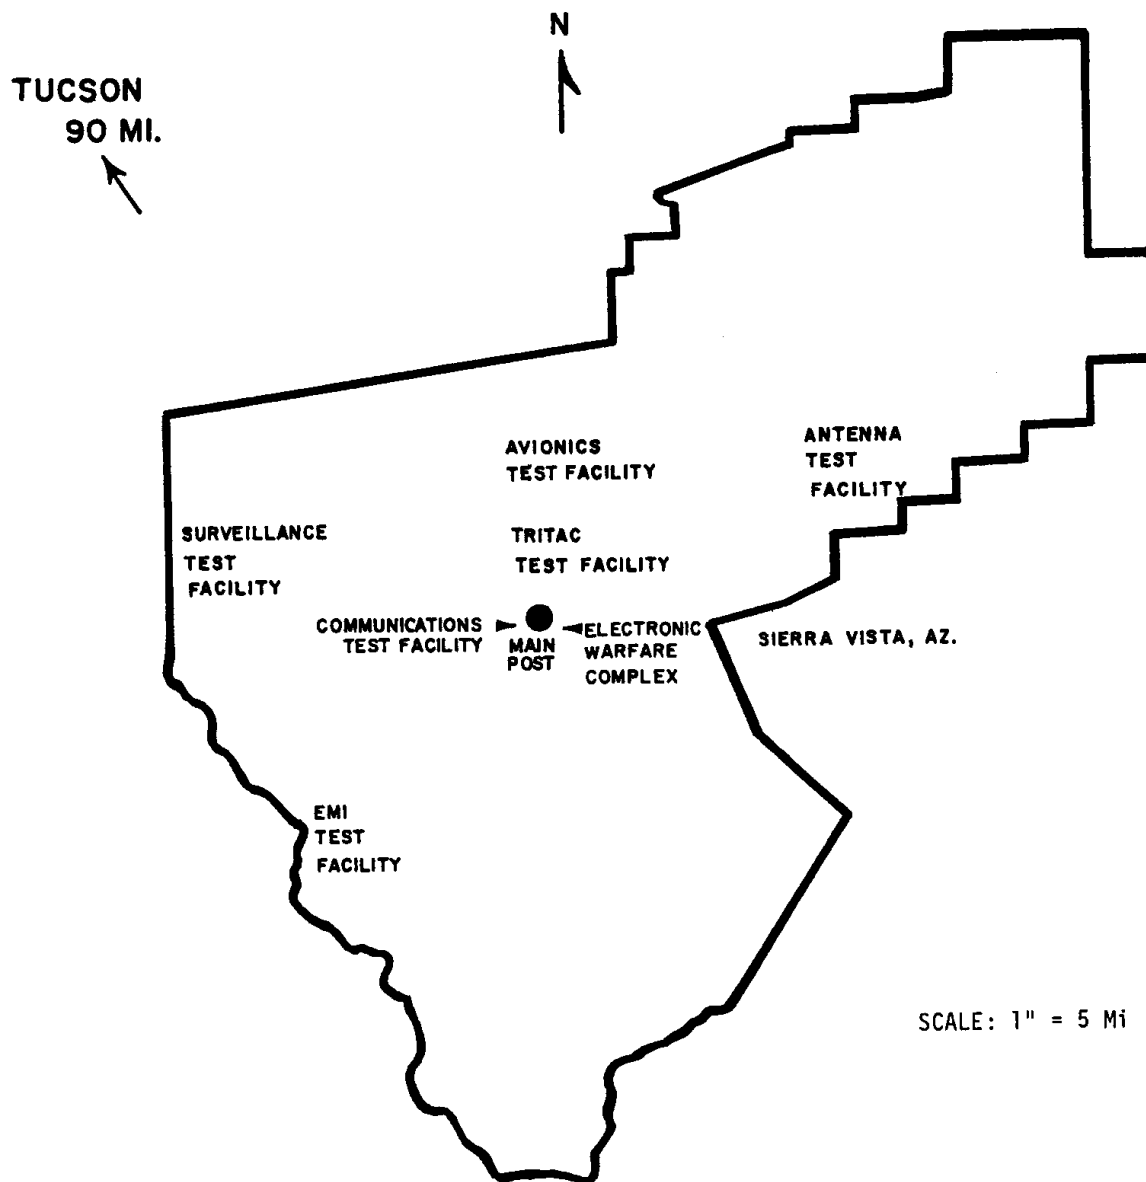 N
TUCSON
90 MI.
AVIONICS
TEST FACILITY
ANTENNA
TEST
FACILITY
SURVEILLANCE
TEST
FACILITY
TRITAC
TEST FACILITY
COMMUNICATIONS
TEST FACILITY
MAIN
POST
ELECTRONIC
WARFARE
COMPLEX
SIERRA VISTA, AZ.
EMI
TEST
FACILITY
SCALE: 1" = 5 Mi